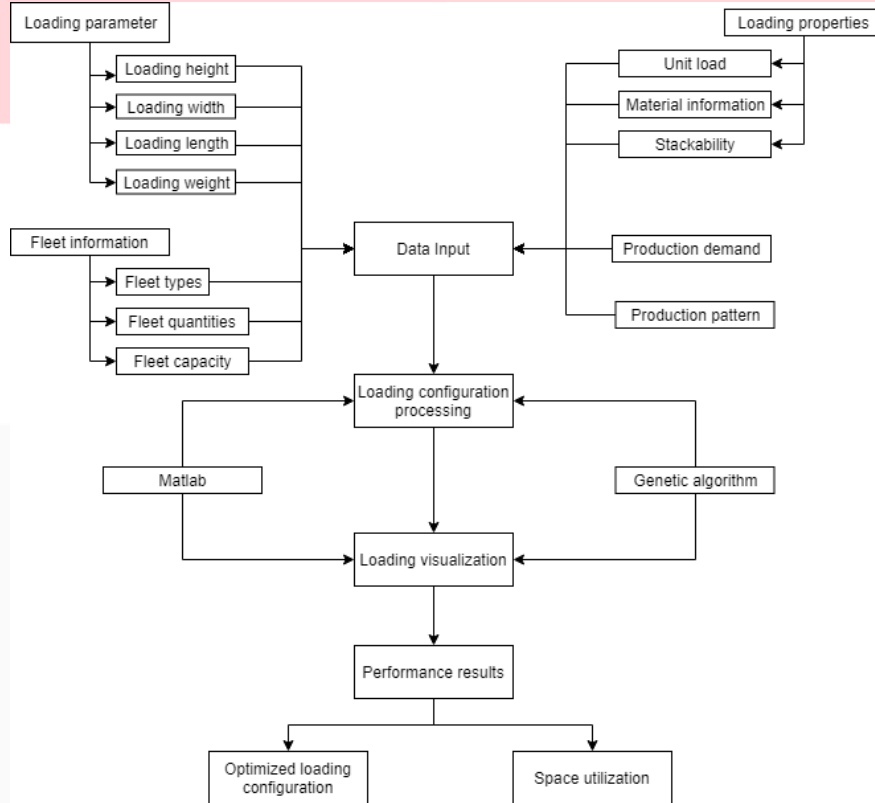 Loading parameter
Loading height
Loading width
Loading length
Loading weight
Loading properties
Unit load
Material information
Stackability
Fleet information
Fleet types
Fleet quantities
Fleet capacity
Data Input
Production demand
Production pattern
Loading configuration
processing
Matlab
Genetic algorithm
Loading visualization
Performance results
Optimized loading
configuration
Space utilization